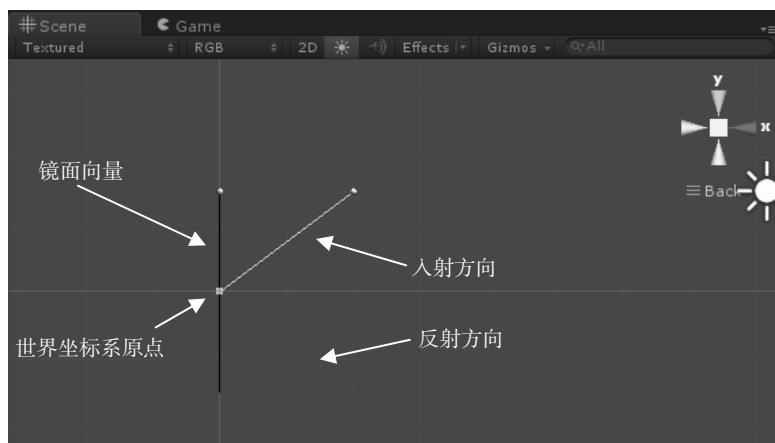 Scene Game
Textured RGB 2D Effects Gizmos All
y
x
镜面向量
Back
入射方向
反射方向
世界坐标系原点